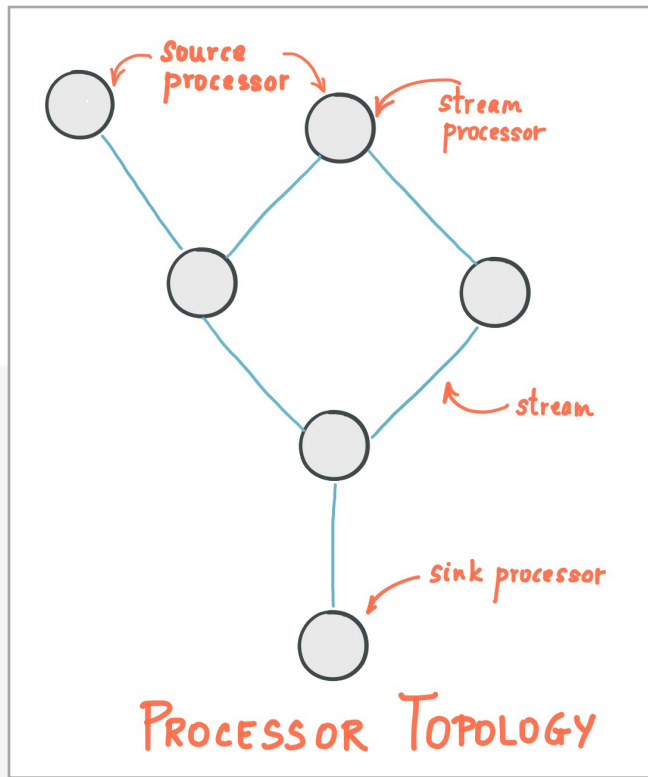 source
processor
stream
processor
stream
sink processor
PROCESSOR TOPOLOGY